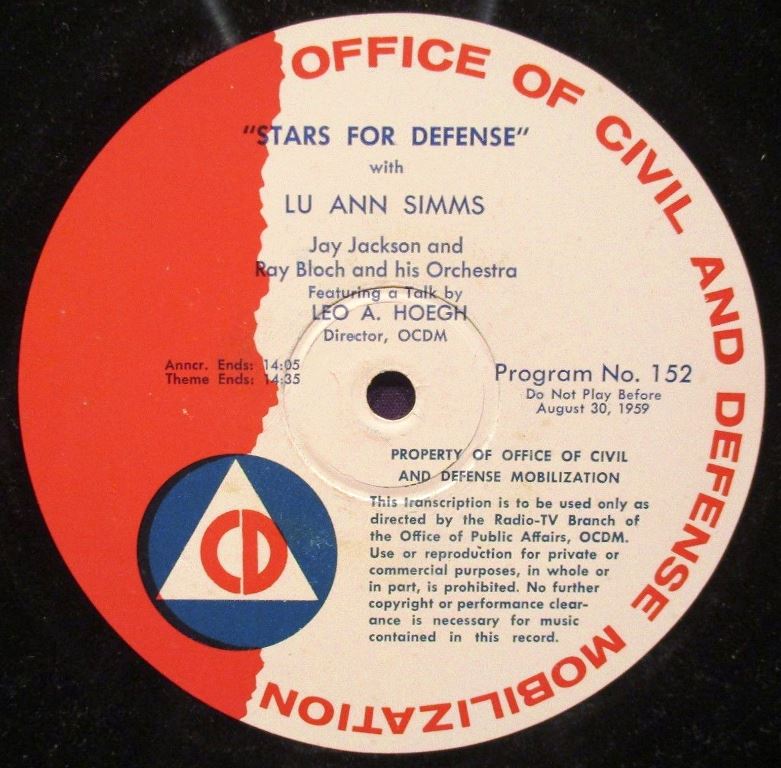 OFFICE OF CIVIL AND DEFENSE MOBILIZATION
"STARS FOR DEFENSE"
with
LU ANN SIMMS
Jay Jackson and
Ray Bloch and his Orchestra
Featuring a Talk by
LEO A. HOEGH
Director, OCDM
Anncr. Ends: 14:05
Theme Ends: 14:35
Program No. 152
Do Not Play Before
August 30, 1959
PROPERTY OF OFFICE OF CIVIL
AND DEFENSE MOBILIZATION
This transcription is to be used only as
directed by the Radio-TV Branch of
the Office of Public Affairs, OCDM.
Use or reproduction for private or
commercial purposes, in whole or
in part, is prohibited. No further
copyright or performance clear-
ance is necessary for music
contained in this record.
CD